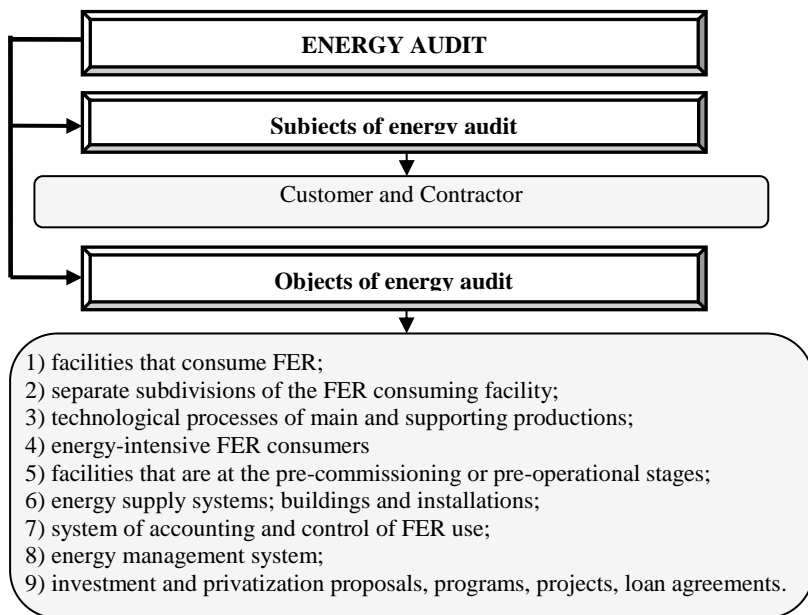 ENERGY AUDIT
Subjects of energy audit
Customer and Contractor
Objects of energy audit
1) facilities that consume FER;
2) separate subdivisions of the FER consuming facility;
3) technological processes of main and supporting productions;
4) energy-intensive FER consumers
5) facilities that are at the pre-commissioning or pre-operational stages;
6) energy supply systems; buildings and installations;
7) system of accounting and control of FER use;
8) energy management system;
9) investment and privatization proposals, programs, projects, loan agreements.